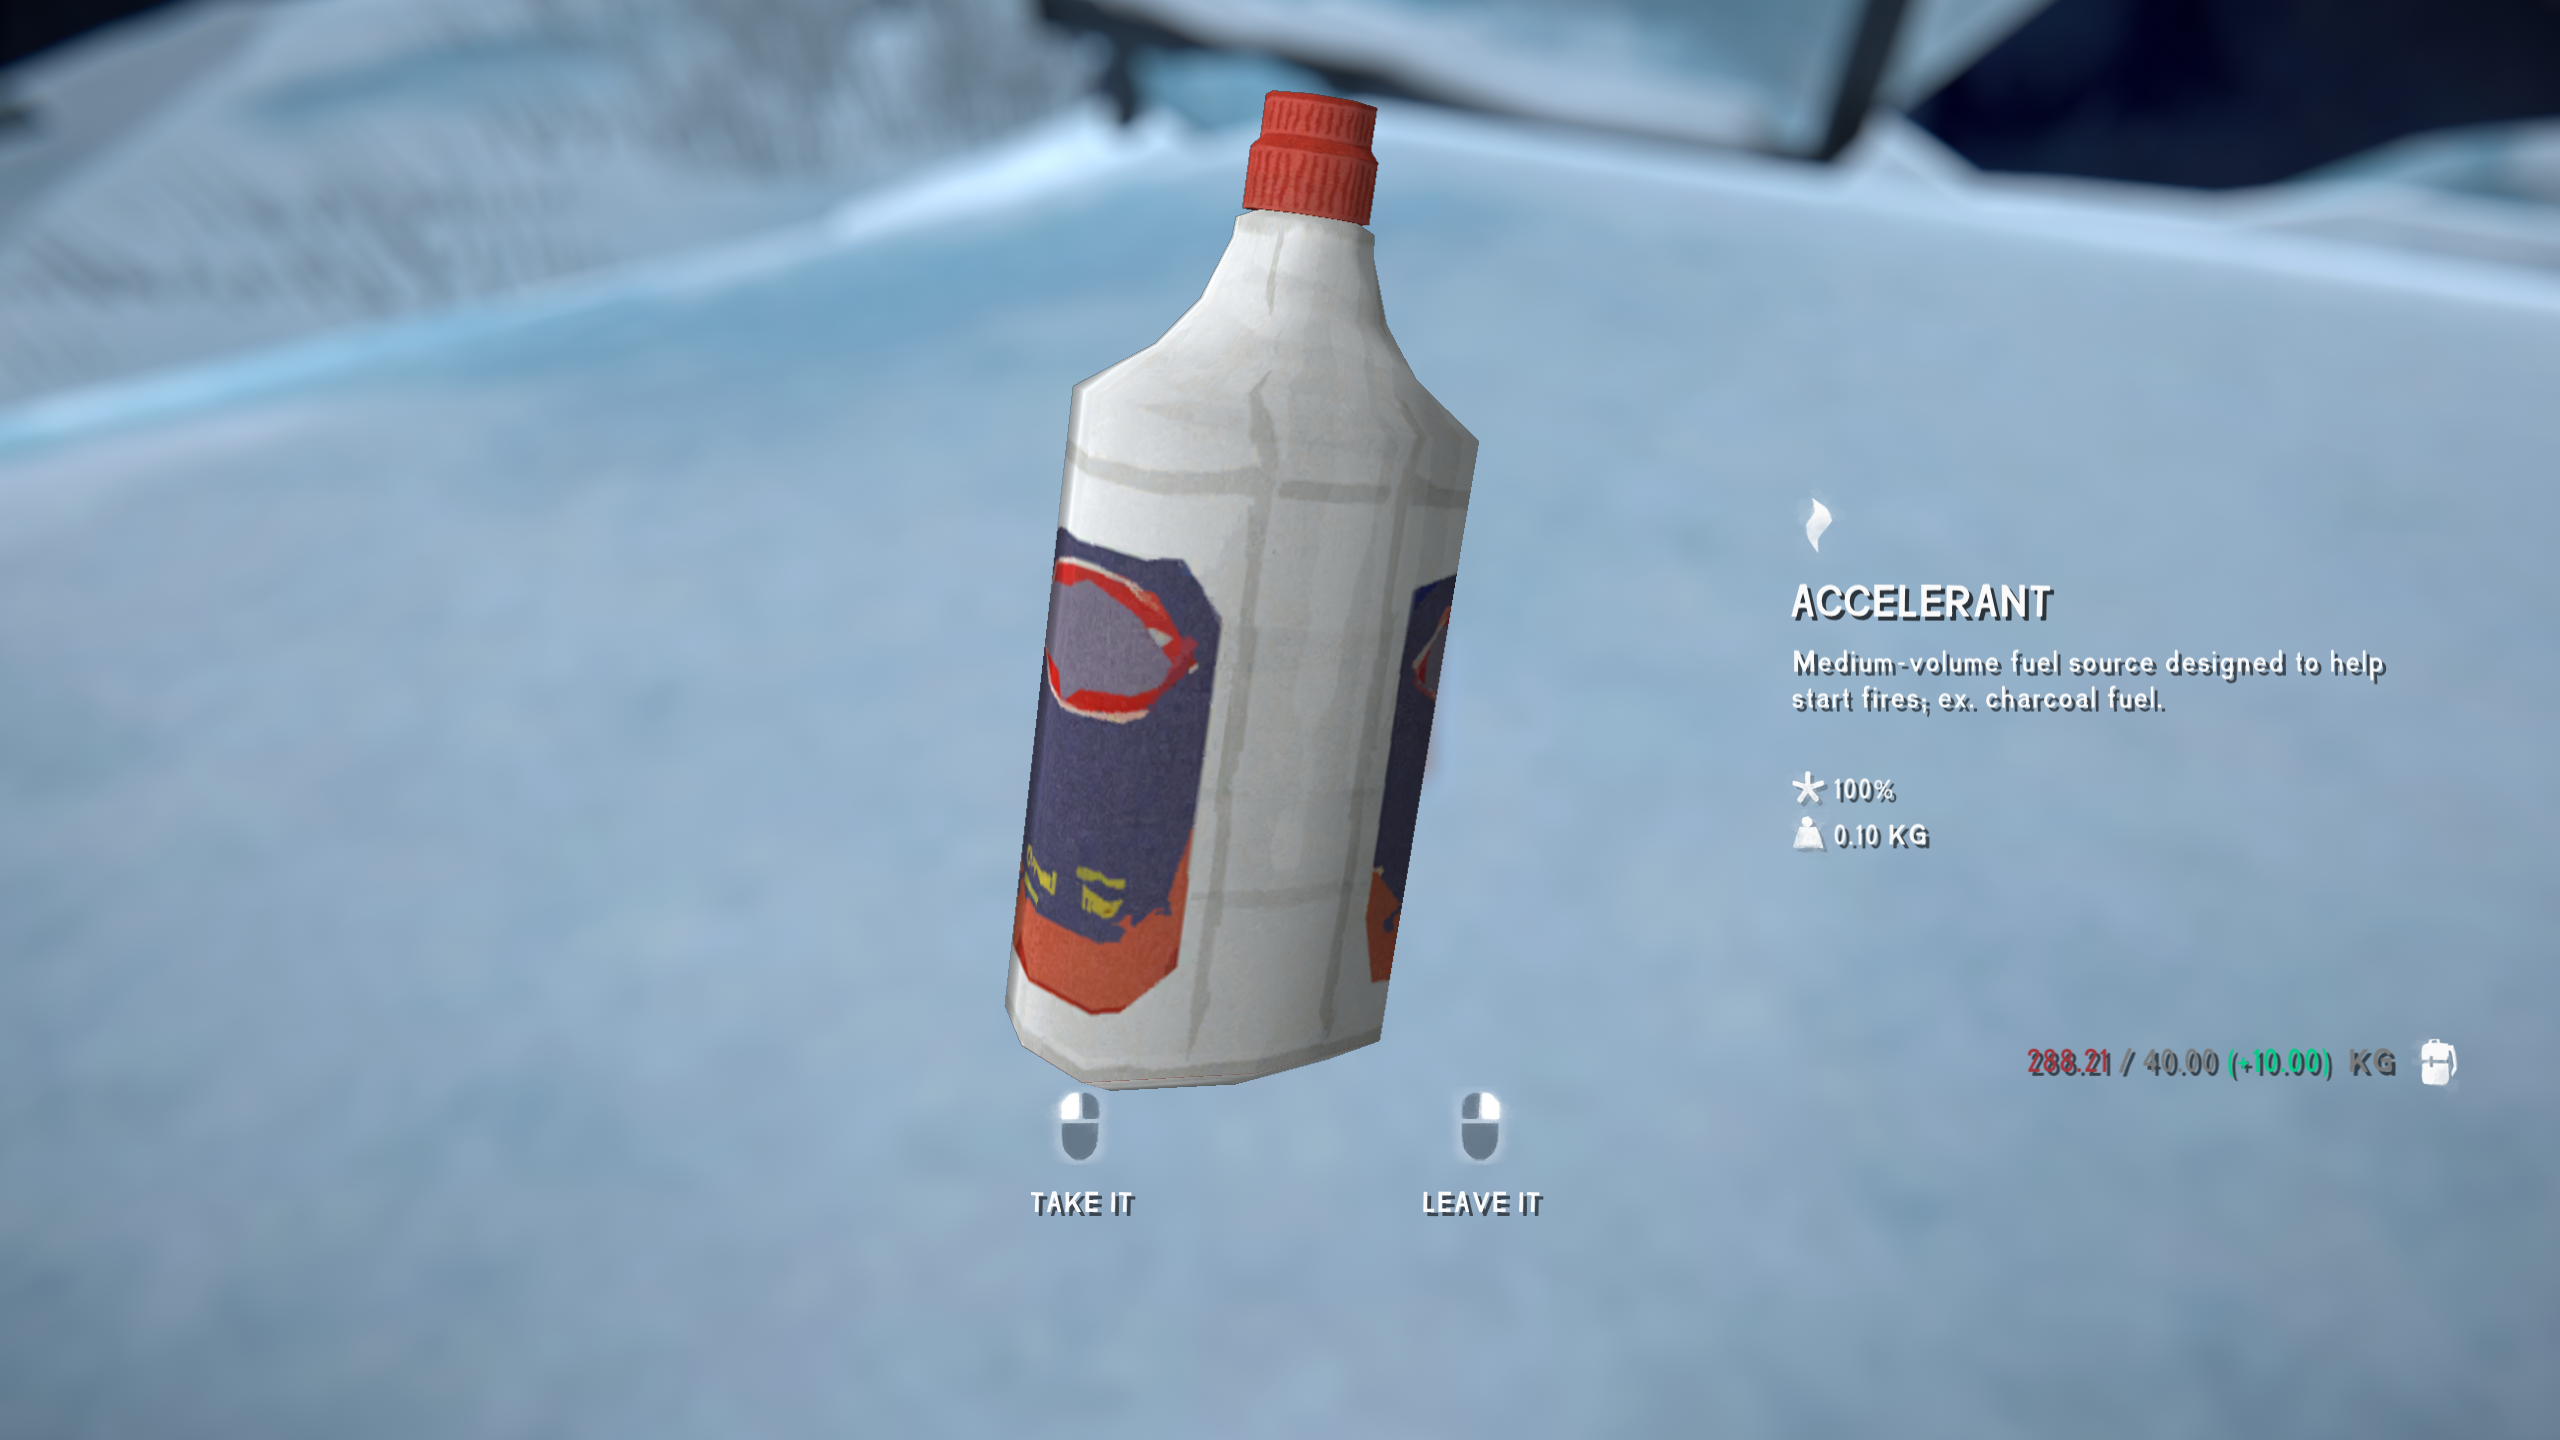 ACCELERANT
Medium-volume fuel source designed to help
start fires; ex. charcoal fuel.
100%
0.10 KG
288.21 / 40.00 (+10.00) KG
TAKE IT
LEAVE IT